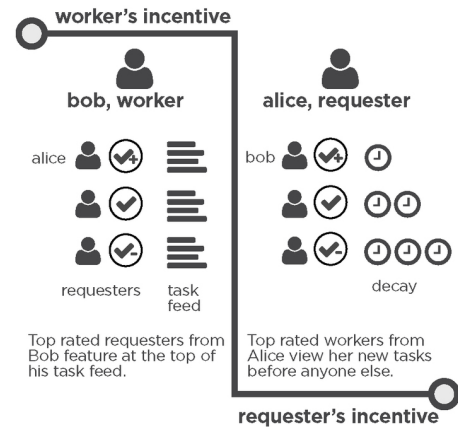 worker's incentive
bob, worker
alice
requesters
task
feed
Top rated requesters from
Bob feature at the top of
his task feed.
alice, requester
bob
decay
Top rated workers from
Alice view her new tasks
before anyone else.
requester's incentive